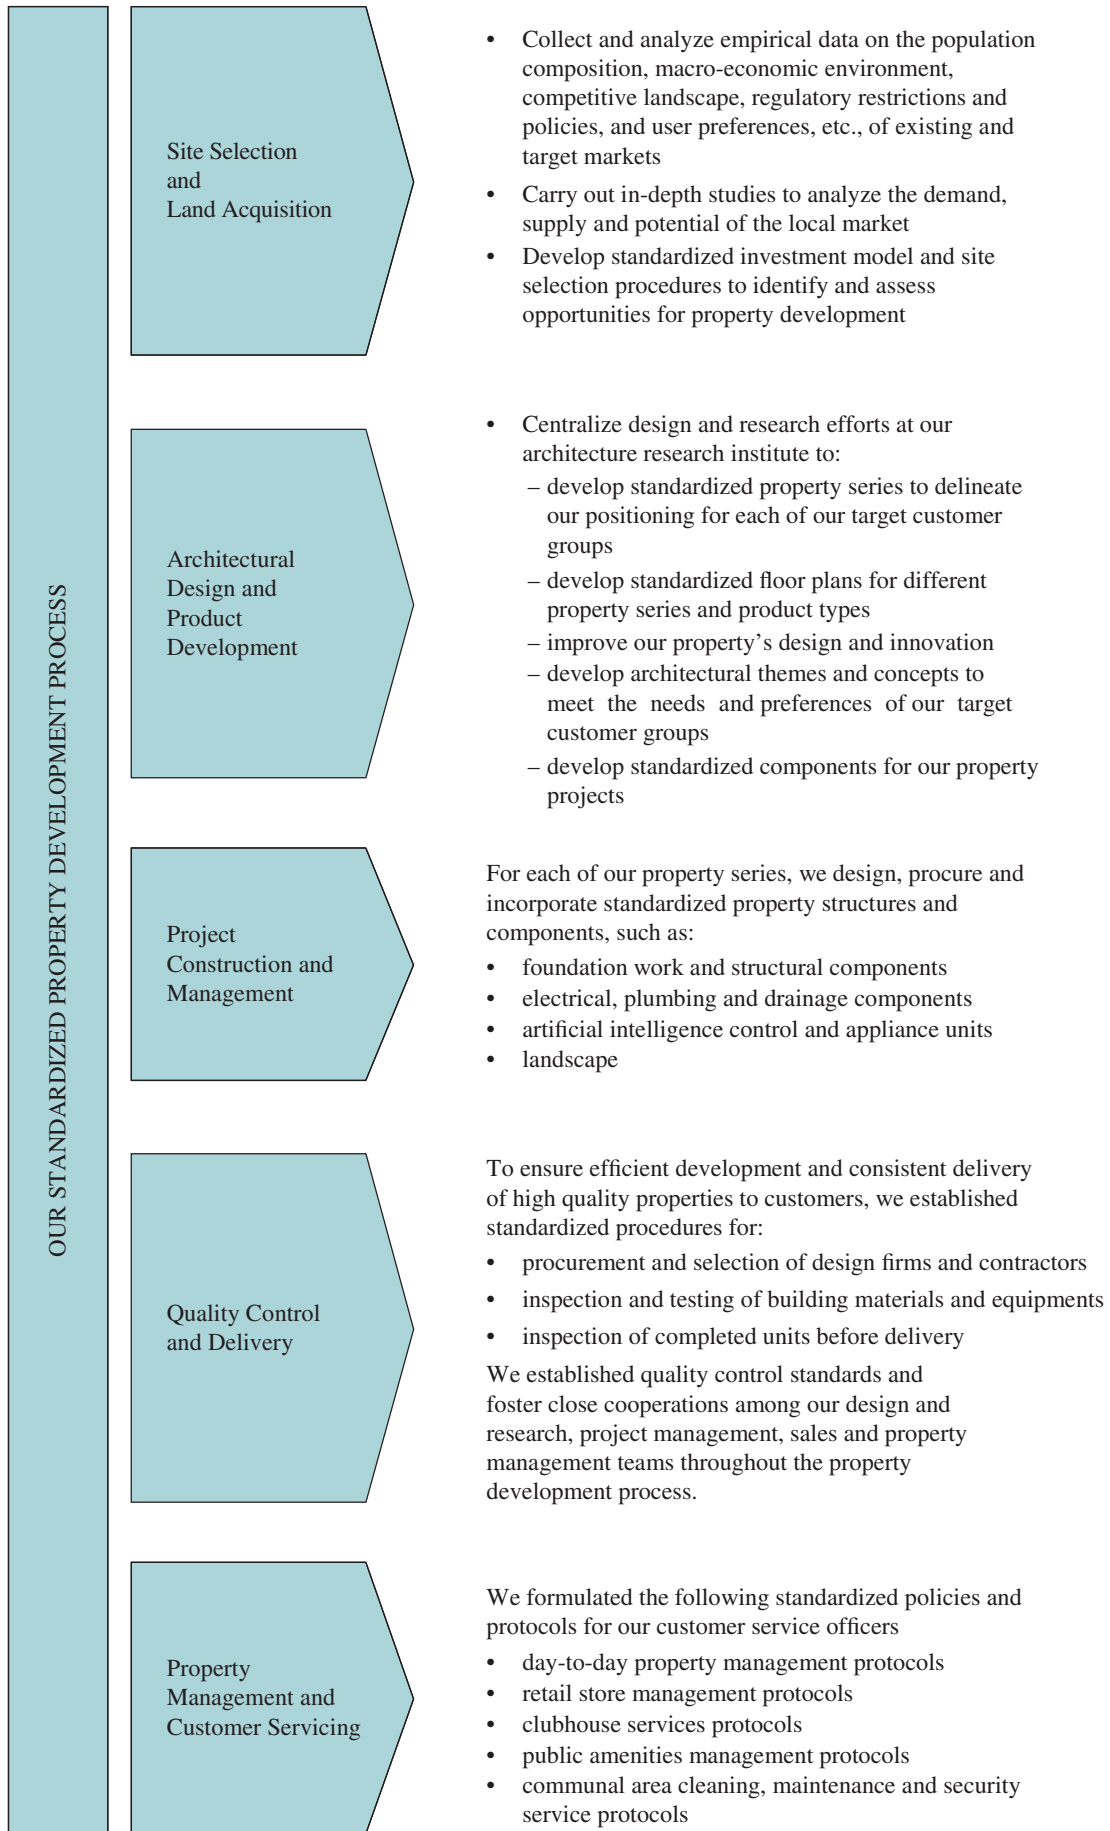 OUR STANDARDIZED PROPERTY DEVELOPMENT PROCESS
Site Selection
and
Land Acquisition
• Collect and analyze empirical data on the population
composition, macro-economic environment,
competitive landscape, regulatory restrictions and
policies, and user preferences, etc., of existing and
target markets
• Carry out in-depth studies to analyze the demand,
supply and potential of the local market
• Develop standardized investment model and site
selection procedures to identify and assess
opportunities for property development
Architectural
Design and
Product
Development
• Centralize design and research efforts at our
architecture research institute to:
– develop standardized property series to delineate
our positioning for each of our target customer
groups
– develop standardized floor plans for different
property series and product types
– improve our property’s design and innovation
– develop architectural themes and concepts to
meet the needs and preferences of our target
customer groups
– develop standardized components for our property
projects
Project
Construction and
Management
For each of our property series, we design, procure and
incorporate standardized property structures and
components, such as:
• foundation work and structural components
• electrical, plumbing and drainage components
• artificial intelligence control and appliance units
• landscape
Quality Control
and Delivery
To ensure efficient development and consistent delivery
of high quality properties to customers, we established
standardized procedures for:
• procurement and selection of design firms and contractors
• inspection and testing of building materials and equipments
• inspection of completed units before delivery
We established quality control standards and
foster close cooperations among our design and
research, project management, sales and property
management teams throughout the property
development process.
Property
Management and
Customer Servicing
We formulated the following standardized policies and
protocols for our customer service officers
• day-to-day property management protocols
• retail store management protocols
• clubhouse services protocols
• public amenities management protocols
• communal area cleaning, maintenance and security
service protocols